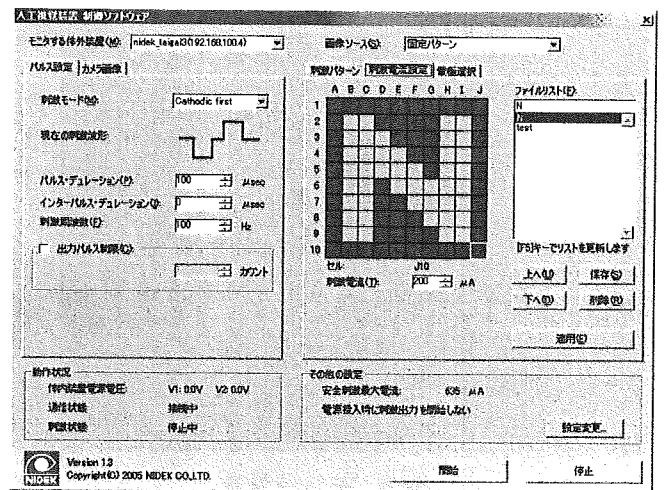 人工視覚装置 制御ソフトウェア
モニタする体外装置(M): nidek_taigai3(192.168.100.4)
画像ソース(S): 固定パターン
パルス設定 カメラ画像
刺激パターン 刺激電流設定 電極選択
刺激モード(M): Cathodic first
現在の刺激波形:
パルス・デュレーション(P): 100 μsec
インターパルス・デュレーション(I): 0 μsec
刺激周波数(F): 100 Hz
出力パルス制限(C):
カウント
A B C D E F G H I J
1
2
3
4
5
6
7
8
9
10
セル: J10
刺激電流(T): 200 μA
ファイルリスト(F):
N
N
test
[F5]キーでリストを更新します
上へ(U) 保存(S)
下へ(D) 削除(R)
適用(E)
動作状況
体内装置電源電圧: V1: 0.0V V2: 0.0V
通信状態: 接続中
刺激状態: 停止中
その他の設定
安全刺激最大電流: 635 μA
電源投入時に刺激出力を開始しない
設定変更...
NIDEK
Version 1.3
Copyright(C) 2005 NIDEK CO.,LTD.
開始 停止